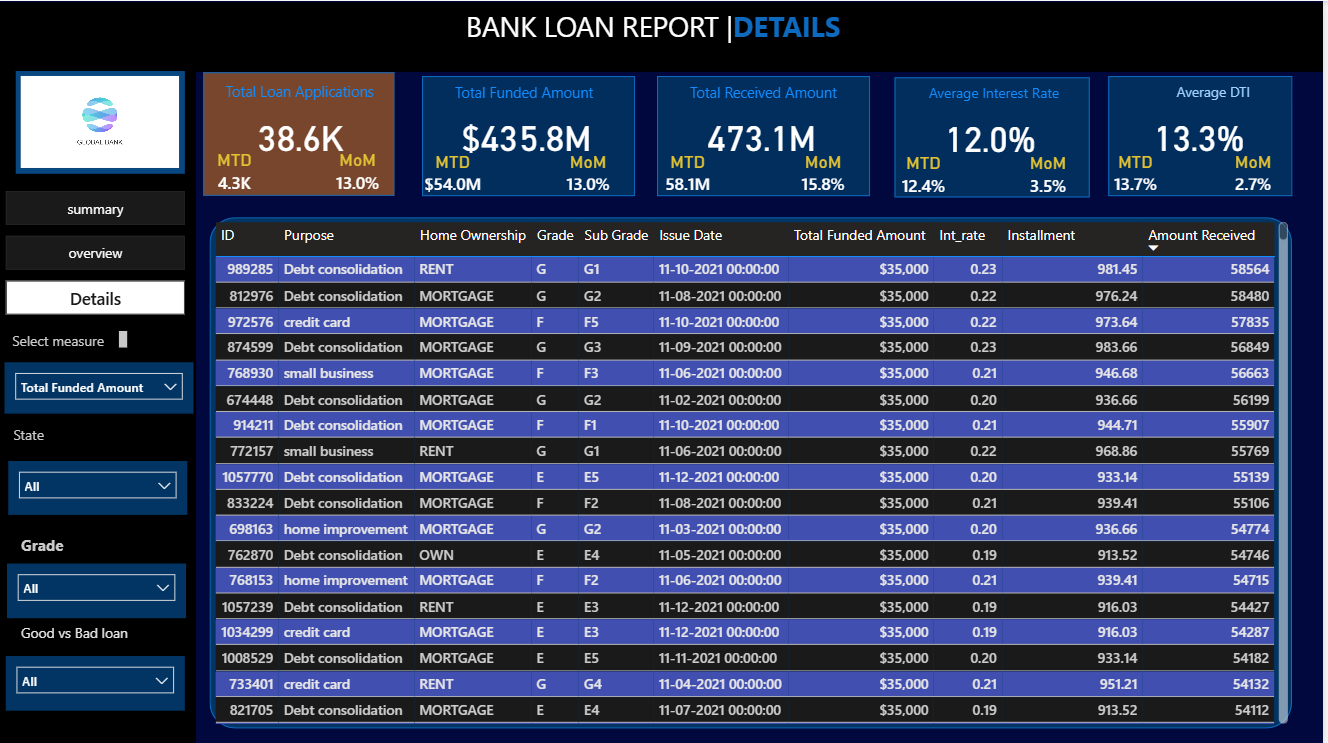 BANK LOAN REPORT |DETAILS
GLOBAL BANK
summary
overview
Details
Select measure
Total Funded Amount
State
All
Grade
All
Good vs Bad loan
All
Total Loan Applications
38.6K
MTD MoM
4.3K 13.0%
Total Funded Amount
$435.8M
MTD MoM
$54.0M 13.0%
Total Received Amount
473.1M
MTD MoM
58.1M 15.8%
Average Interest Rate
12.0%
MTD MoM
12.4% 3.5%
Average DTI
13.3%
MTD MoM
13.7% 2.7%
ID Purpose Home Ownership Grade Sub Grade Issue Date Total Funded Amount Int_rate Installment Amount Received
989285 Debt consolidation RENT G G1 11-10-2021 00:00:00 $35,000 0.23 981.45 58564
812976 Debt consolidation MORTGAGE G G2 11-08-2021 00:00:00 $35,000 0.22 976.24 58480
972576 credit card MORTGAGE F F5 11-10-2021 00:00:00 $35,000 0.22 973.64 57835
874599 Debt consolidation MORTGAGE G G3 11-09-2021 00:00:00 $35,000 0.23 983.66 56849
768930 small business MORTGAGE F F3 11-06-2021 00:00:00 $35,000 0.21 946.68 56663
674448 Debt consolidation MORTGAGE G G2 11-02-2021 00:00:00 $35,000 0.20 936.66 56199
914211 Debt consolidation MORTGAGE F F1 11-10-2021 00:00:00 $35,000 0.21 944.71 55907
772157 small business RENT G G1 11-06-2021 00:00:00 $35,000 0.22 968.86 55769
1057770 Debt consolidation MORTGAGE E E5 11-12-2021 00:00:00 $35,000 0.20 933.14 55139
833224 Debt consolidation MORTGAGE F F2 11-08-2021 00:00:00 $35,000 0.21 939.41 55106
698163 home improvement MORTGAGE G G2 11-03-2021 00:00:00 $35,000 0.20 936.66 54774
762870 Debt consolidation OWN E E4 11-05-2021 00:00:00 $35,000 0.19 913.52 54746
768153 home improvement MORTGAGE F F2 11-06-2021 00:00:00 $35,000 0.21 939.41 54715
1057239 Debt consolidation RENT E E3 11-12-2021 00:00:00 $35,000 0.19 916.03 54427
1034299 credit card MORTGAGE E E3 11-12-2021 00:00:00 $35,000 0.19 916.03 54287
1008529 Debt consolidation MORTGAGE E E5 11-11-2021 00:00:00 $35,000 0.20 933.14 54182
733401 credit card RENT G G4 11-04-2021 00:00:00 $35,000 0.21 951.21 54132
821705 Debt consolidation MORTGAGE E E4 11-07-2021 00:00:00 $35,000 0.19 913.52 54112